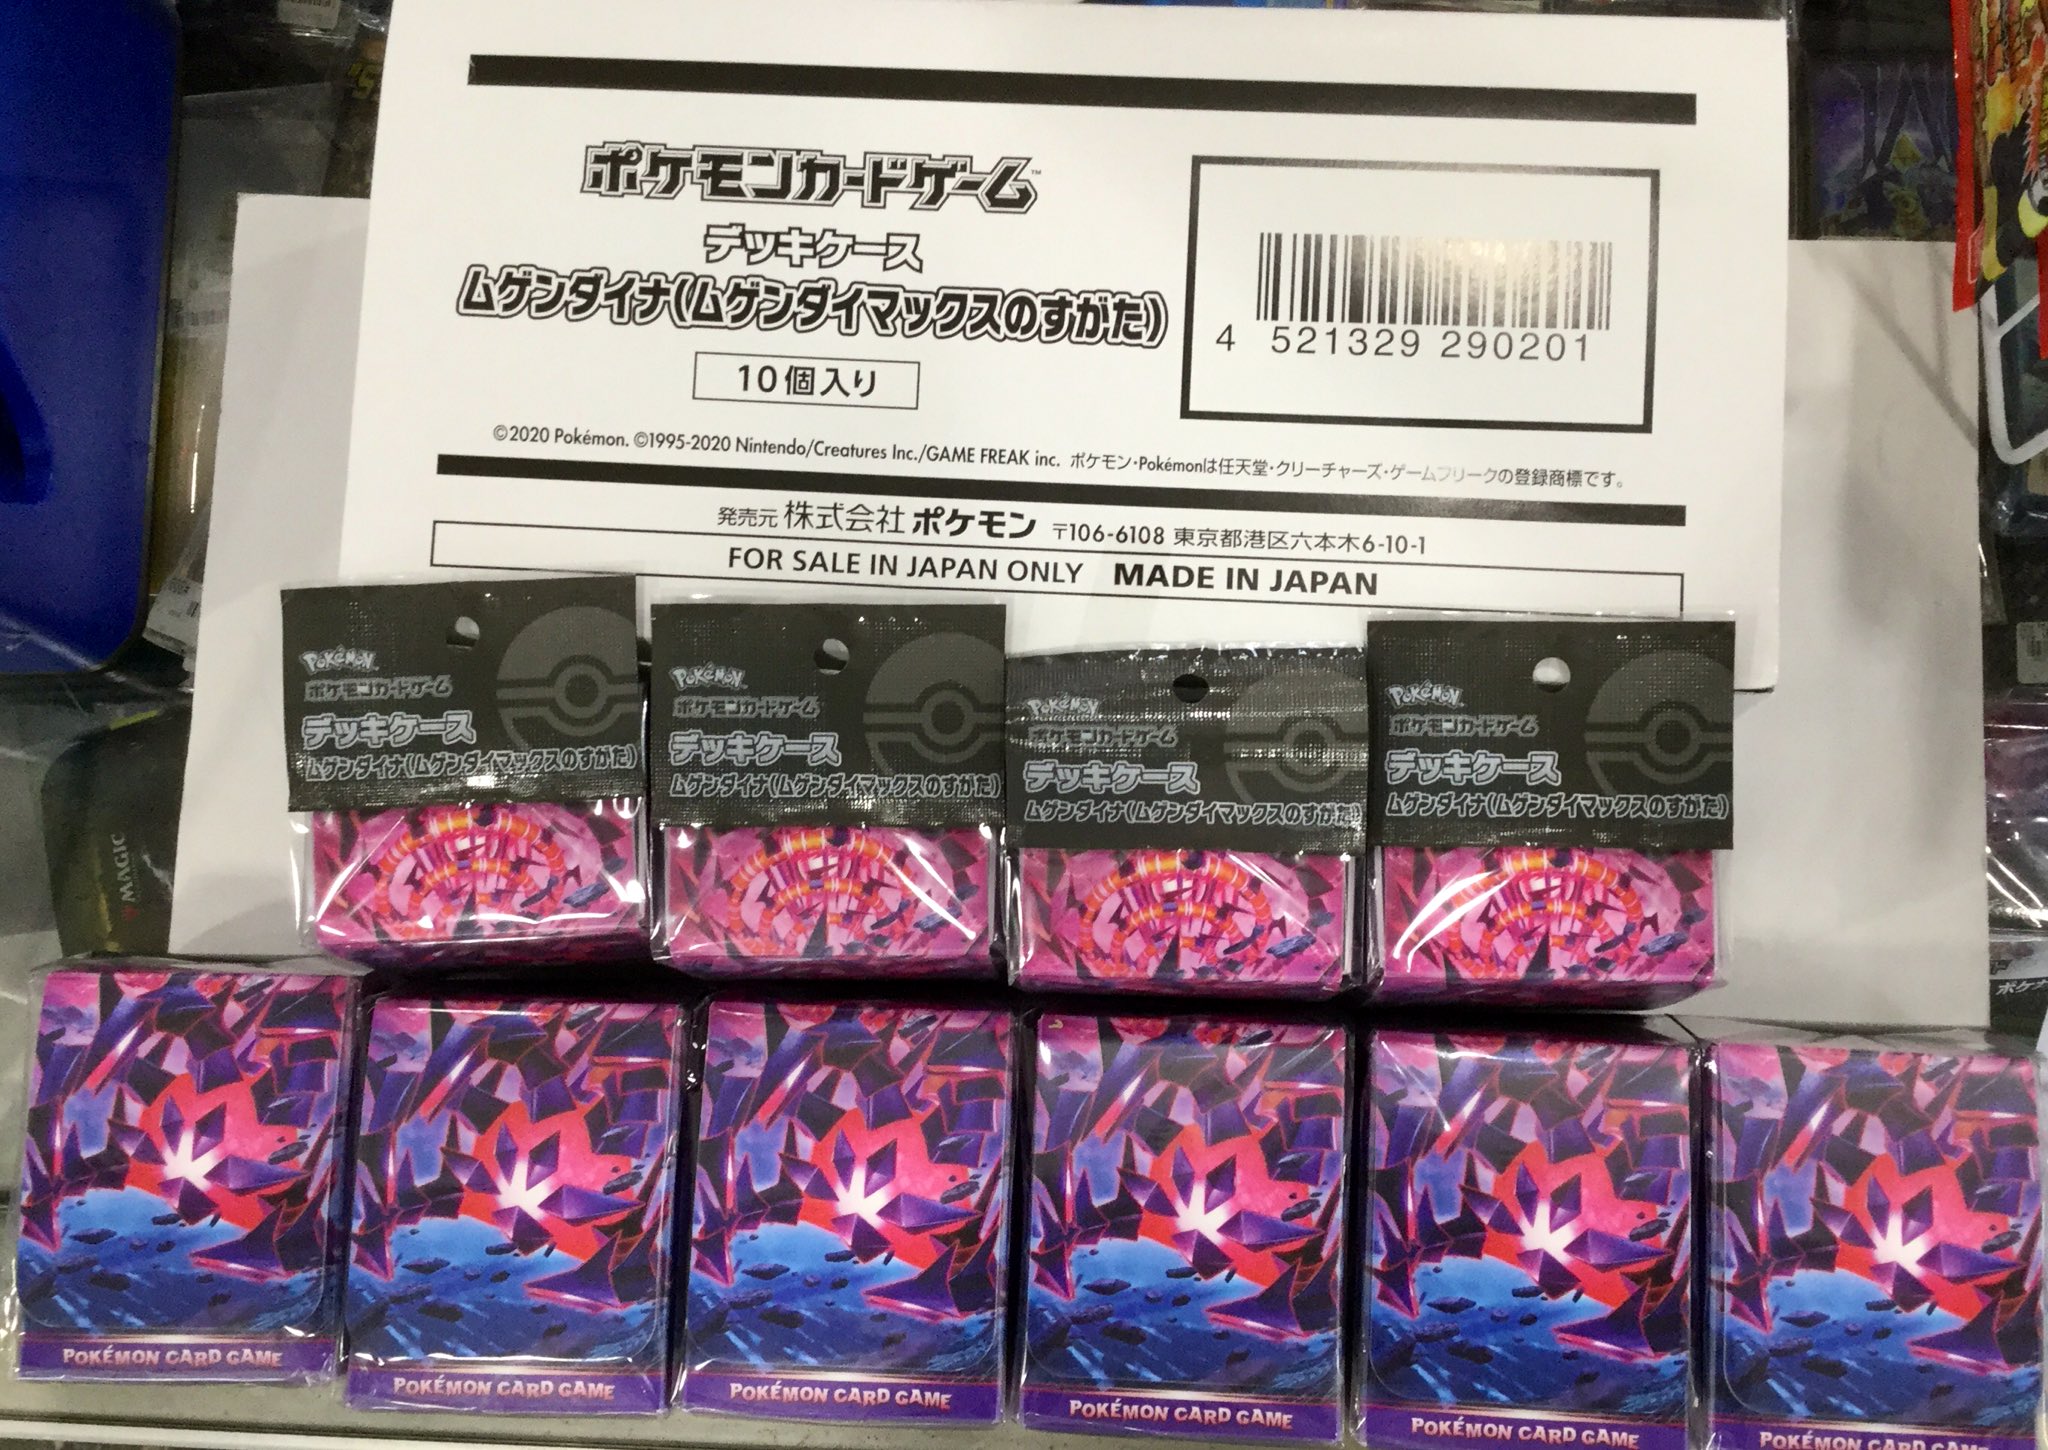 ポケモンカードゲーム™
デッキケース
ムゲンダイナ(ムゲンダイマックスのすがた)
10個入り
4 521329 290201
©2020 Pokémon. ©1995-2020 Nintendo/Creatures Inc./GAME FREAK inc. ポケモン・Pokémonは任天堂・クリーチャーズ・ゲームフリークの登録商標です。
発売元 株式会社ポケモン 〒106-6108 東京都港区六本木6-10-1
FOR SALE IN JAPAN ONLY MADE IN JAPAN
POKÉMON
ポケモンカードゲーム
デッキケース
ムゲンダイナ(ムゲンダイマックスのすがた)
POKÉMON
ポケモンカードゲーム
デッキケース
ムゲンダイナ(ムゲンダイマックスのすがた)
POKÉMON
ポケモンカードゲーム
デッキケース
ムゲンダイナ(ムゲンダイマックスのすがた)
POKÉMON
ポケモンカードゲーム
デッキケース
ムゲンダイナ(ムゲンダイマックスのすがた)
MAGIC
POKÉMON CARD GAME
POKÉMON CARD GAME
POKÉMON CARD GAME
POKÉMON CARD GAME
POKÉMON CARD GAME
POKÉMON CARD GAME